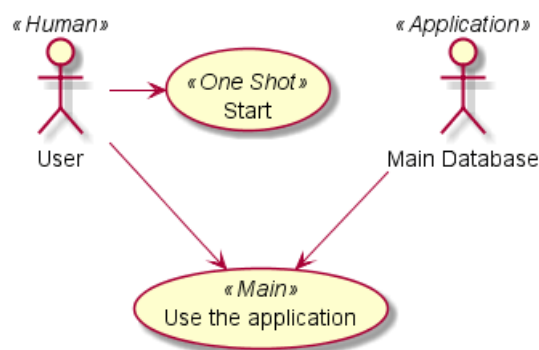 «Human»
User
«One Shot»
Start
«Application»
Main Database
«Main»
Use the application